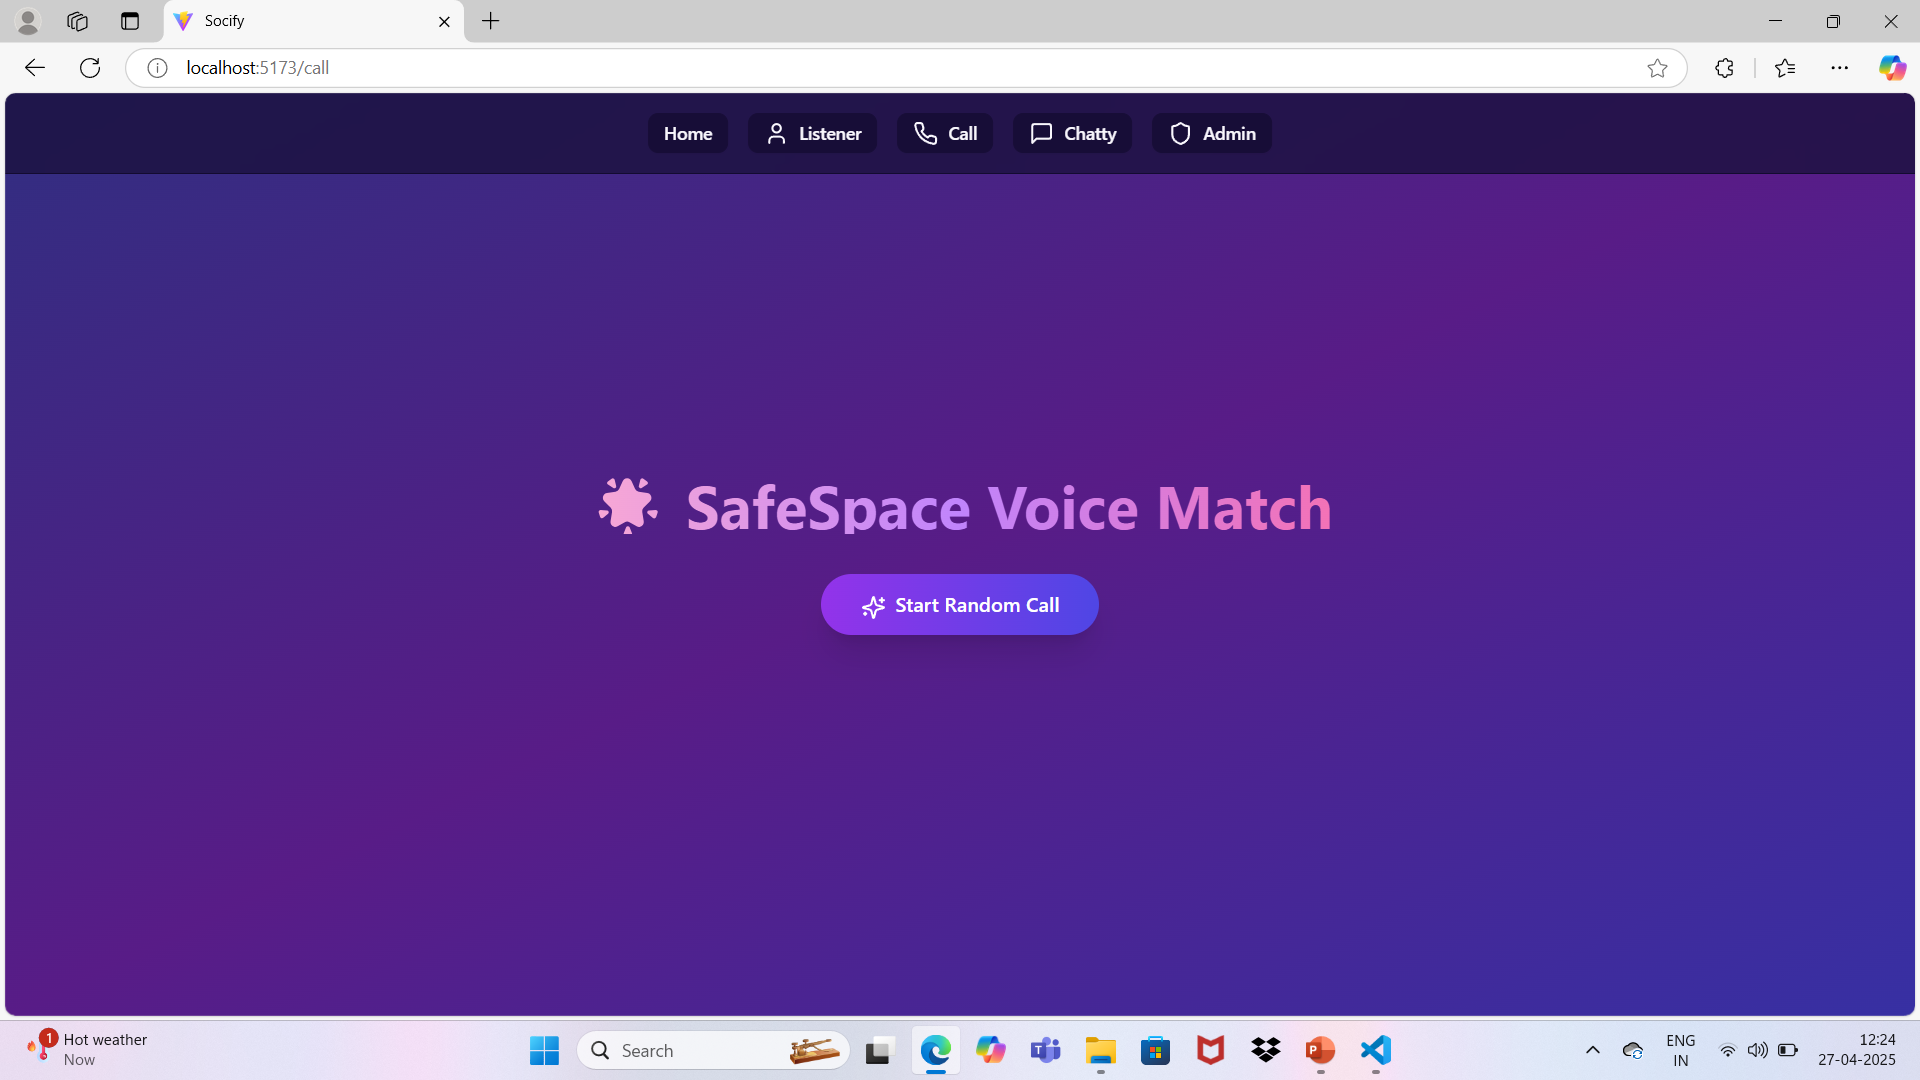 Socify
localhost:5173/call
Home Listener Call Chatty Admin
SafeSpace Voice Match
Start Random Call
1 Hot weather
Now
Search
ENG
IN
12:24
27-04-2025